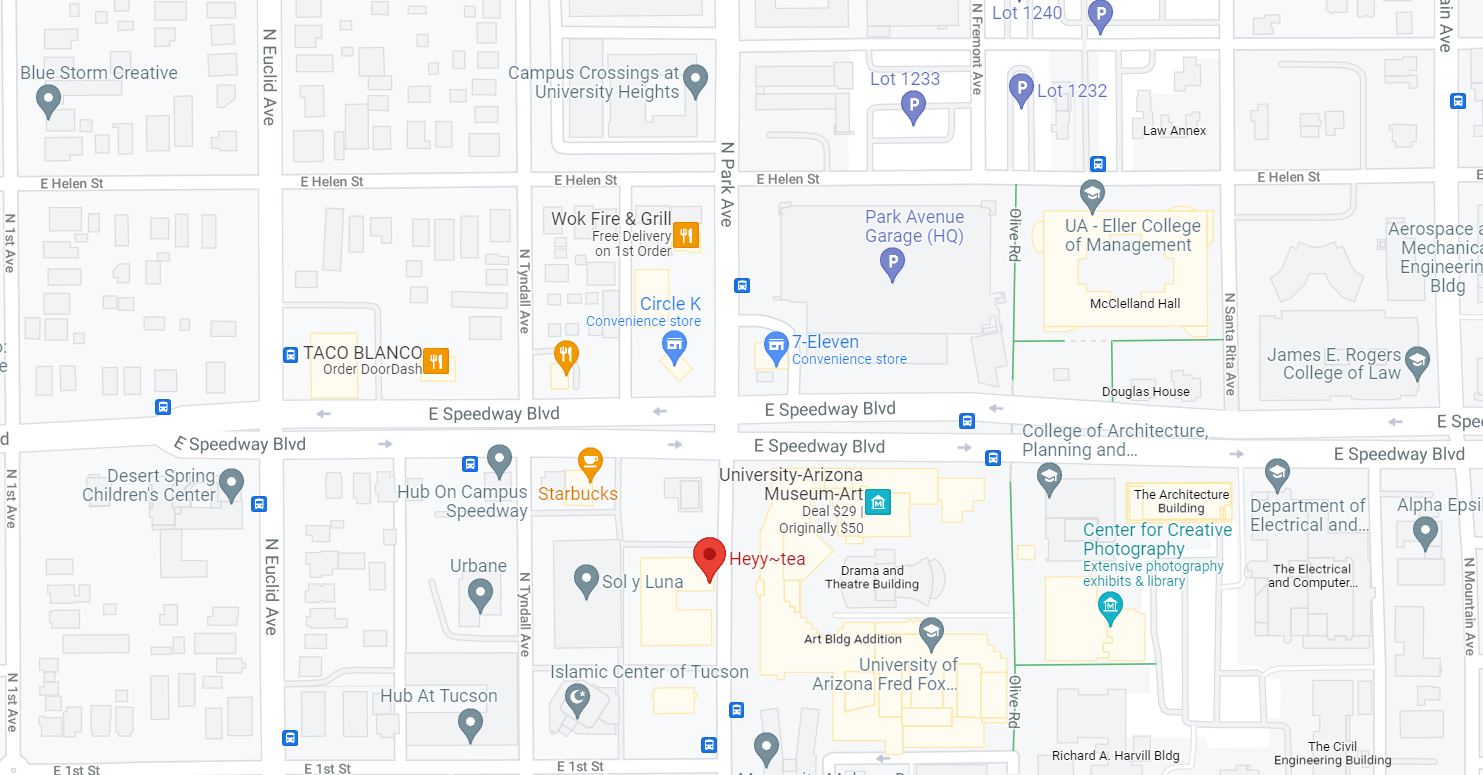 Lot 1240
P
ain Ave
N Euclid Ave
N Fremont Ave
Blue Storm Creative
Campus Crossings at
University Heights
Lot 1233
P
P
Lot 1232
Law Annex
N Park Ave
E Helen St
E Helen St
E Helen St
E Helen St
E Helen St
E
N 1st Ave
Wok Fire & Grill
Free Delivery
on 1st Order
Park Avenue
Garage (HQ)
P
Olive-Rd
UA - Eller College
of Management
Aerospace a
Mechanica
Engineering
Bldg
N Tyndall Ave
Circle K
Convenience store
McClelland Hall
N Santa Rita Ave
TACO BLANCO
Order DoorDash
7-Eleven
Convenience store
James E. Rogers
College of Law
Douglas House
E Speedway Blvd
E Speedway Blvd
E Spe
d
E Speedway Blvd
E Speedway Blvd
E Speedway Blvd
College of Architecture,
Planning and...
N 1st Ave
Desert Spring
Children's Center
Hub On Campus
Speedway
Starbucks
University-Arizona
Museum-Art
Deal $29 |
Originally $50
The Architecture
Building
Department of
Electrical and...
Alpha Epsi
Center for Creative
Photography
Extensive photography
exhibits & library
N Euclid Ave
Urbane
N Tyndall Ave
Sol y Luna
Heyy~tea
Drama and
Theatre Building
The Electrical
and Computer...
N Mountain Ave
Art Bldg Addition
University of
Arizona Fred Fox...
Islamic Center of Tucson
Hub At Tucson
N 1st Ave
Olive-Rd
Richard A. Harvill Bldg
The Civil
Engineering Building
E 1st St
E 1st St
E 1st St